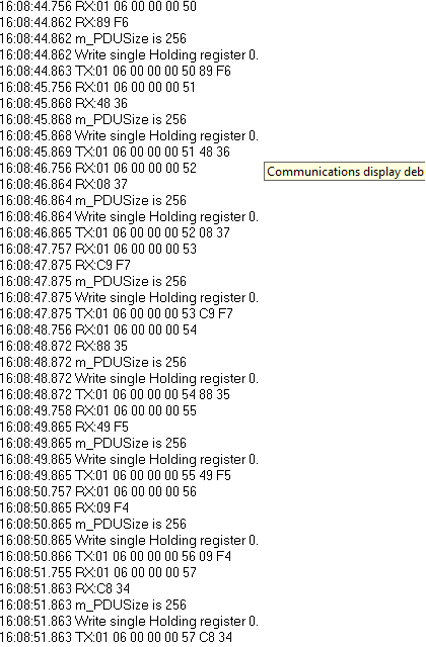 16:08:44.756 RX:01 06 00 00 00 50
16:08:44.862 RX:89 F6
16:08:44.862 m_PDUSize is 256
16:08:44.862 Write single Holding register 0.
16:08:44.863 TX:01 06 00 00 00 50 89 F6
16:08:45.756 RX:01 06 00 00 00 51
16:08:45.868 RX:48 36
16:08:45.868 m_PDUSize is 256
16:08:45.868 Write single Holding register 0.
16:08:45.869 TX:01 06 00 00 00 51 48 36
16:08:46.756 RX:01 06 00 00 00 52
Communications display deb
16:08:46.864 RX:08 37
16:08:46.864 m_PDUSize is 256
16:08:46.864 Write single Holding register 0.
16:08:46.865 TX:01 06 00 00 00 52 08 37
16:08:47.757 RX:01 06 00 00 00 53
16:08:47.875 RX:C9 F7
16:08:47.875 m_PDUSize is 256
16:08:47.875 Write single Holding register 0.
16:08:47.875 TX:01 06 00 00 00 53 C9 F7
16:08:48.756 RX:01 06 00 00 00 54
16:08:48.872 RX:88 35
16:08:48.872 m_PDUSize is 256
16:08:48.872 Write single Holding register 0.
16:08:48.872 TX:01 06 00 00 00 54 88 35
16:08:49.758 RX:01 06 00 00 00 55
16:08:49.865 RX:49 F5
16:08:49.865 m_PDUSize is 256
16:08:49.865 Write single Holding register 0.
16:08:49.865 TX:01 06 00 00 00 55 49 F5
16:08:50.757 RX:01 06 00 00 00 56
16:08:50.865 RX:09 F4
16:08:50.865 m_PDUSize is 256
16:08:50.865 Write single Holding register 0.
16:08:50.866 TX:01 06 00 00 00 56 09 F4
16:08:51.755 RX:01 06 00 00 00 57
16:08:51.863 RX:C8 34
16:08:51.863 m_PDUSize is 256
16:08:51.863 Write single Holding register 0.
16:08:51.863 TX:01 06 00 00 00 57 C8 34